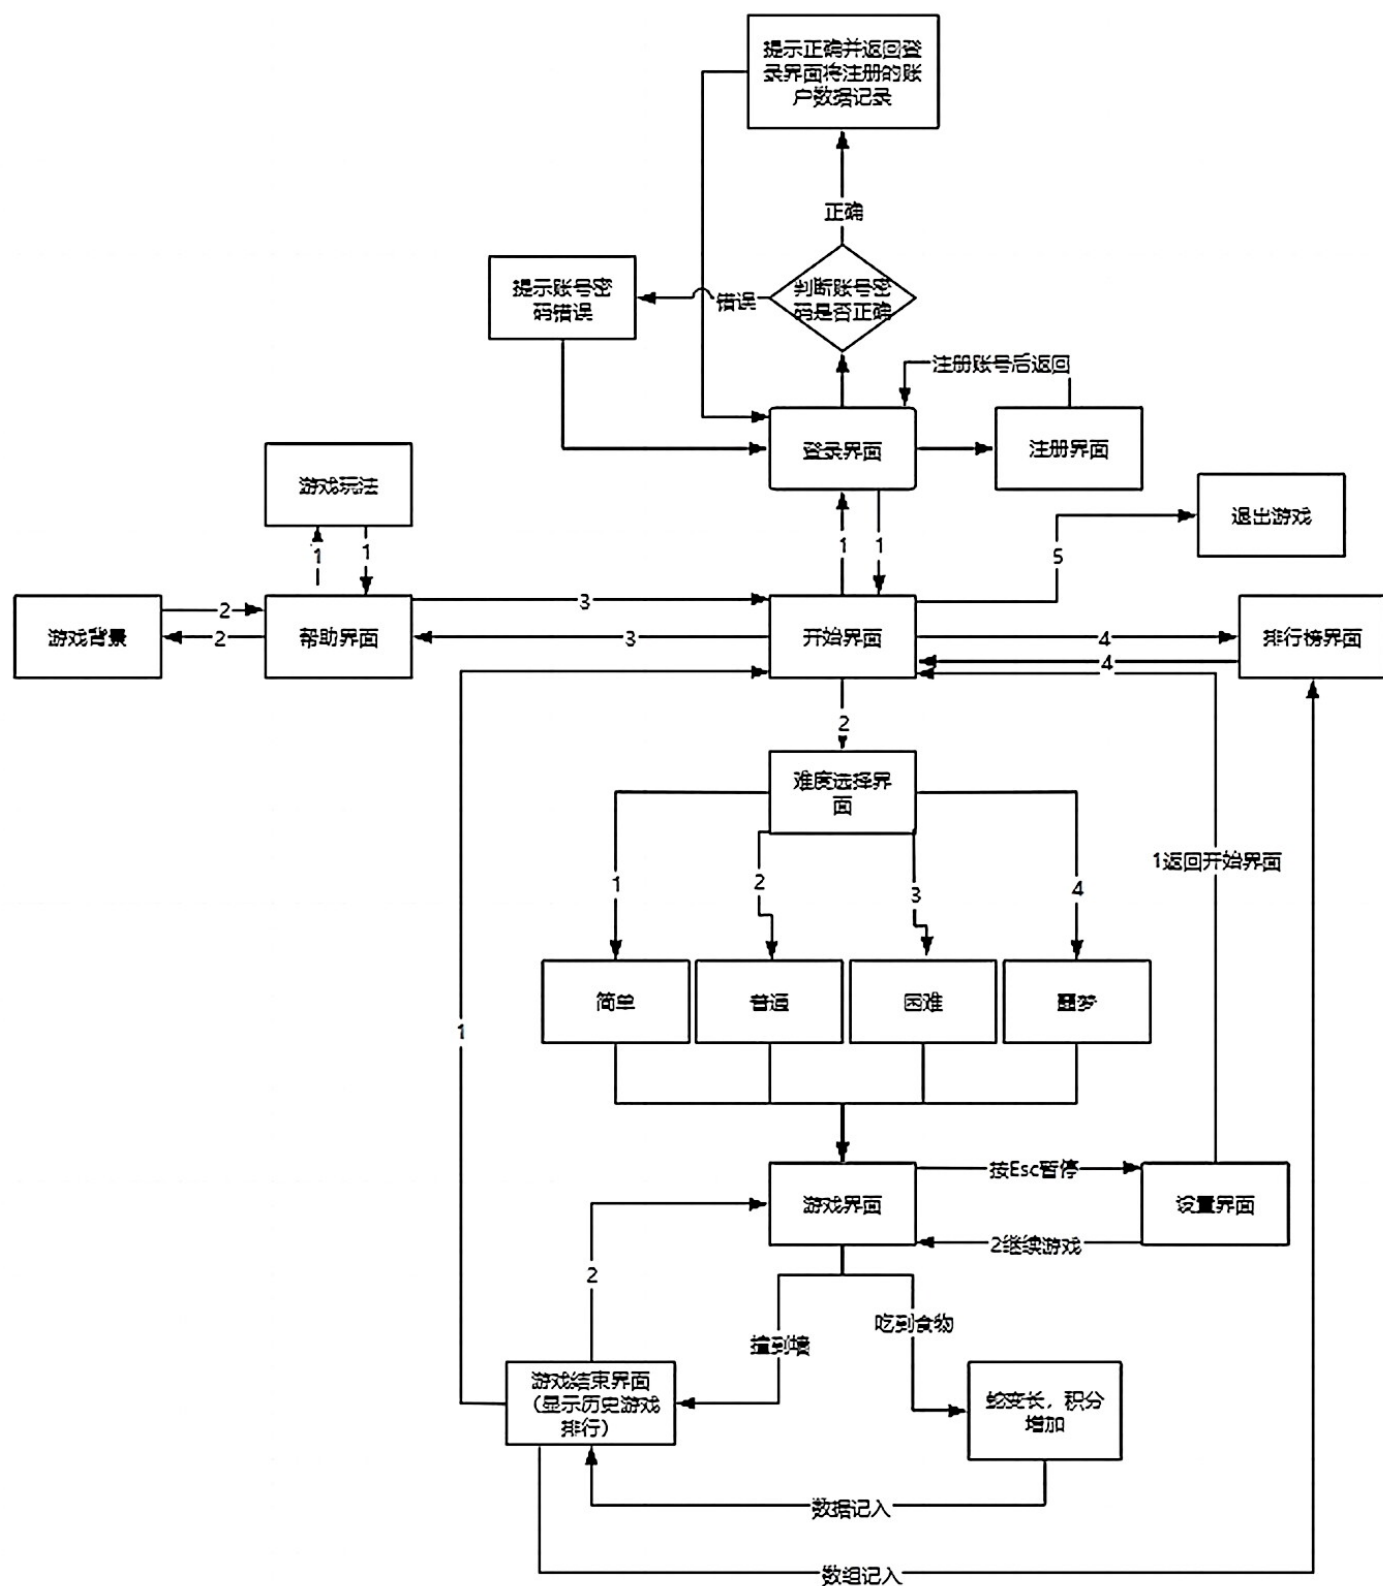 提示正确并返回登
录界面将注册的账
户数据记录
正确
提示账号密
码错误
错误
判断账号密
码是否正确
注册账号后返回
登录界面
注册界面
游戏玩法
退出游戏
1
1
1
1
5
游戏背景
2
2
帮助界面
3
3
开始界面
4
4
排行榜界面
2
难度选择界
面
1
2
3
4
1返回开始界面
简单
普通
困难
噩梦
1
游戏界面
按Esc暂停
2继续游戏
设置界面
2
撞到墙
吃到食物
游戏结束界面
（显示历史游戏
排行）
蛇变长，积分
增加
数据记入
数组记入